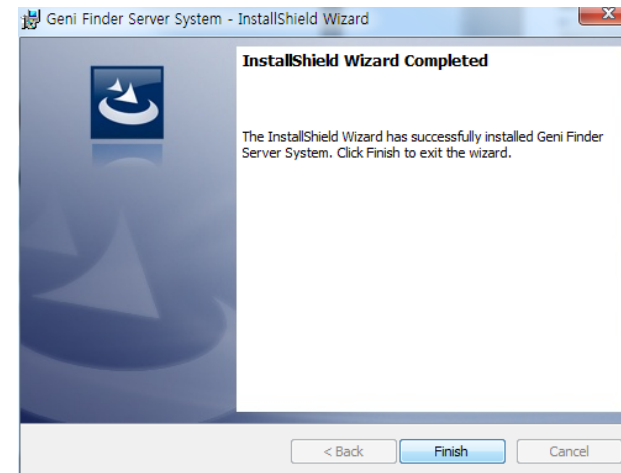 Geni Finder Server System - InstallShield Wizard
InstallShield Wizard Completed
The InstallShield Wizard has successfully installed Geni Finder
Server System. Click Finish to exit the wizard.
< Back Finish Cancel